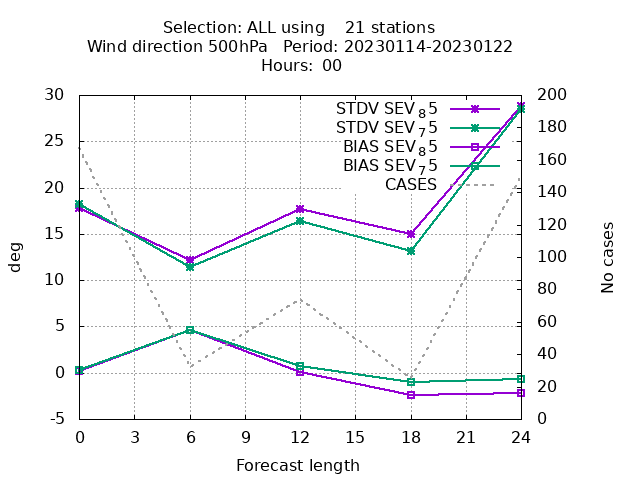 Selection: ALL using 21 stations
Wind direction 500hPa Period: 20230114-20230122
Hours: 00
30
25
20
15
10
5
0
-5
deg
STDV SEV₈5
STDV SEV₇5
BIAS SEV₈5
BIAS SEV₇5
CASES
200
180
160
140
120
100
80
60
40
20
0
No cases
0 3 6 9 12 15 18 21 24
Forecast length